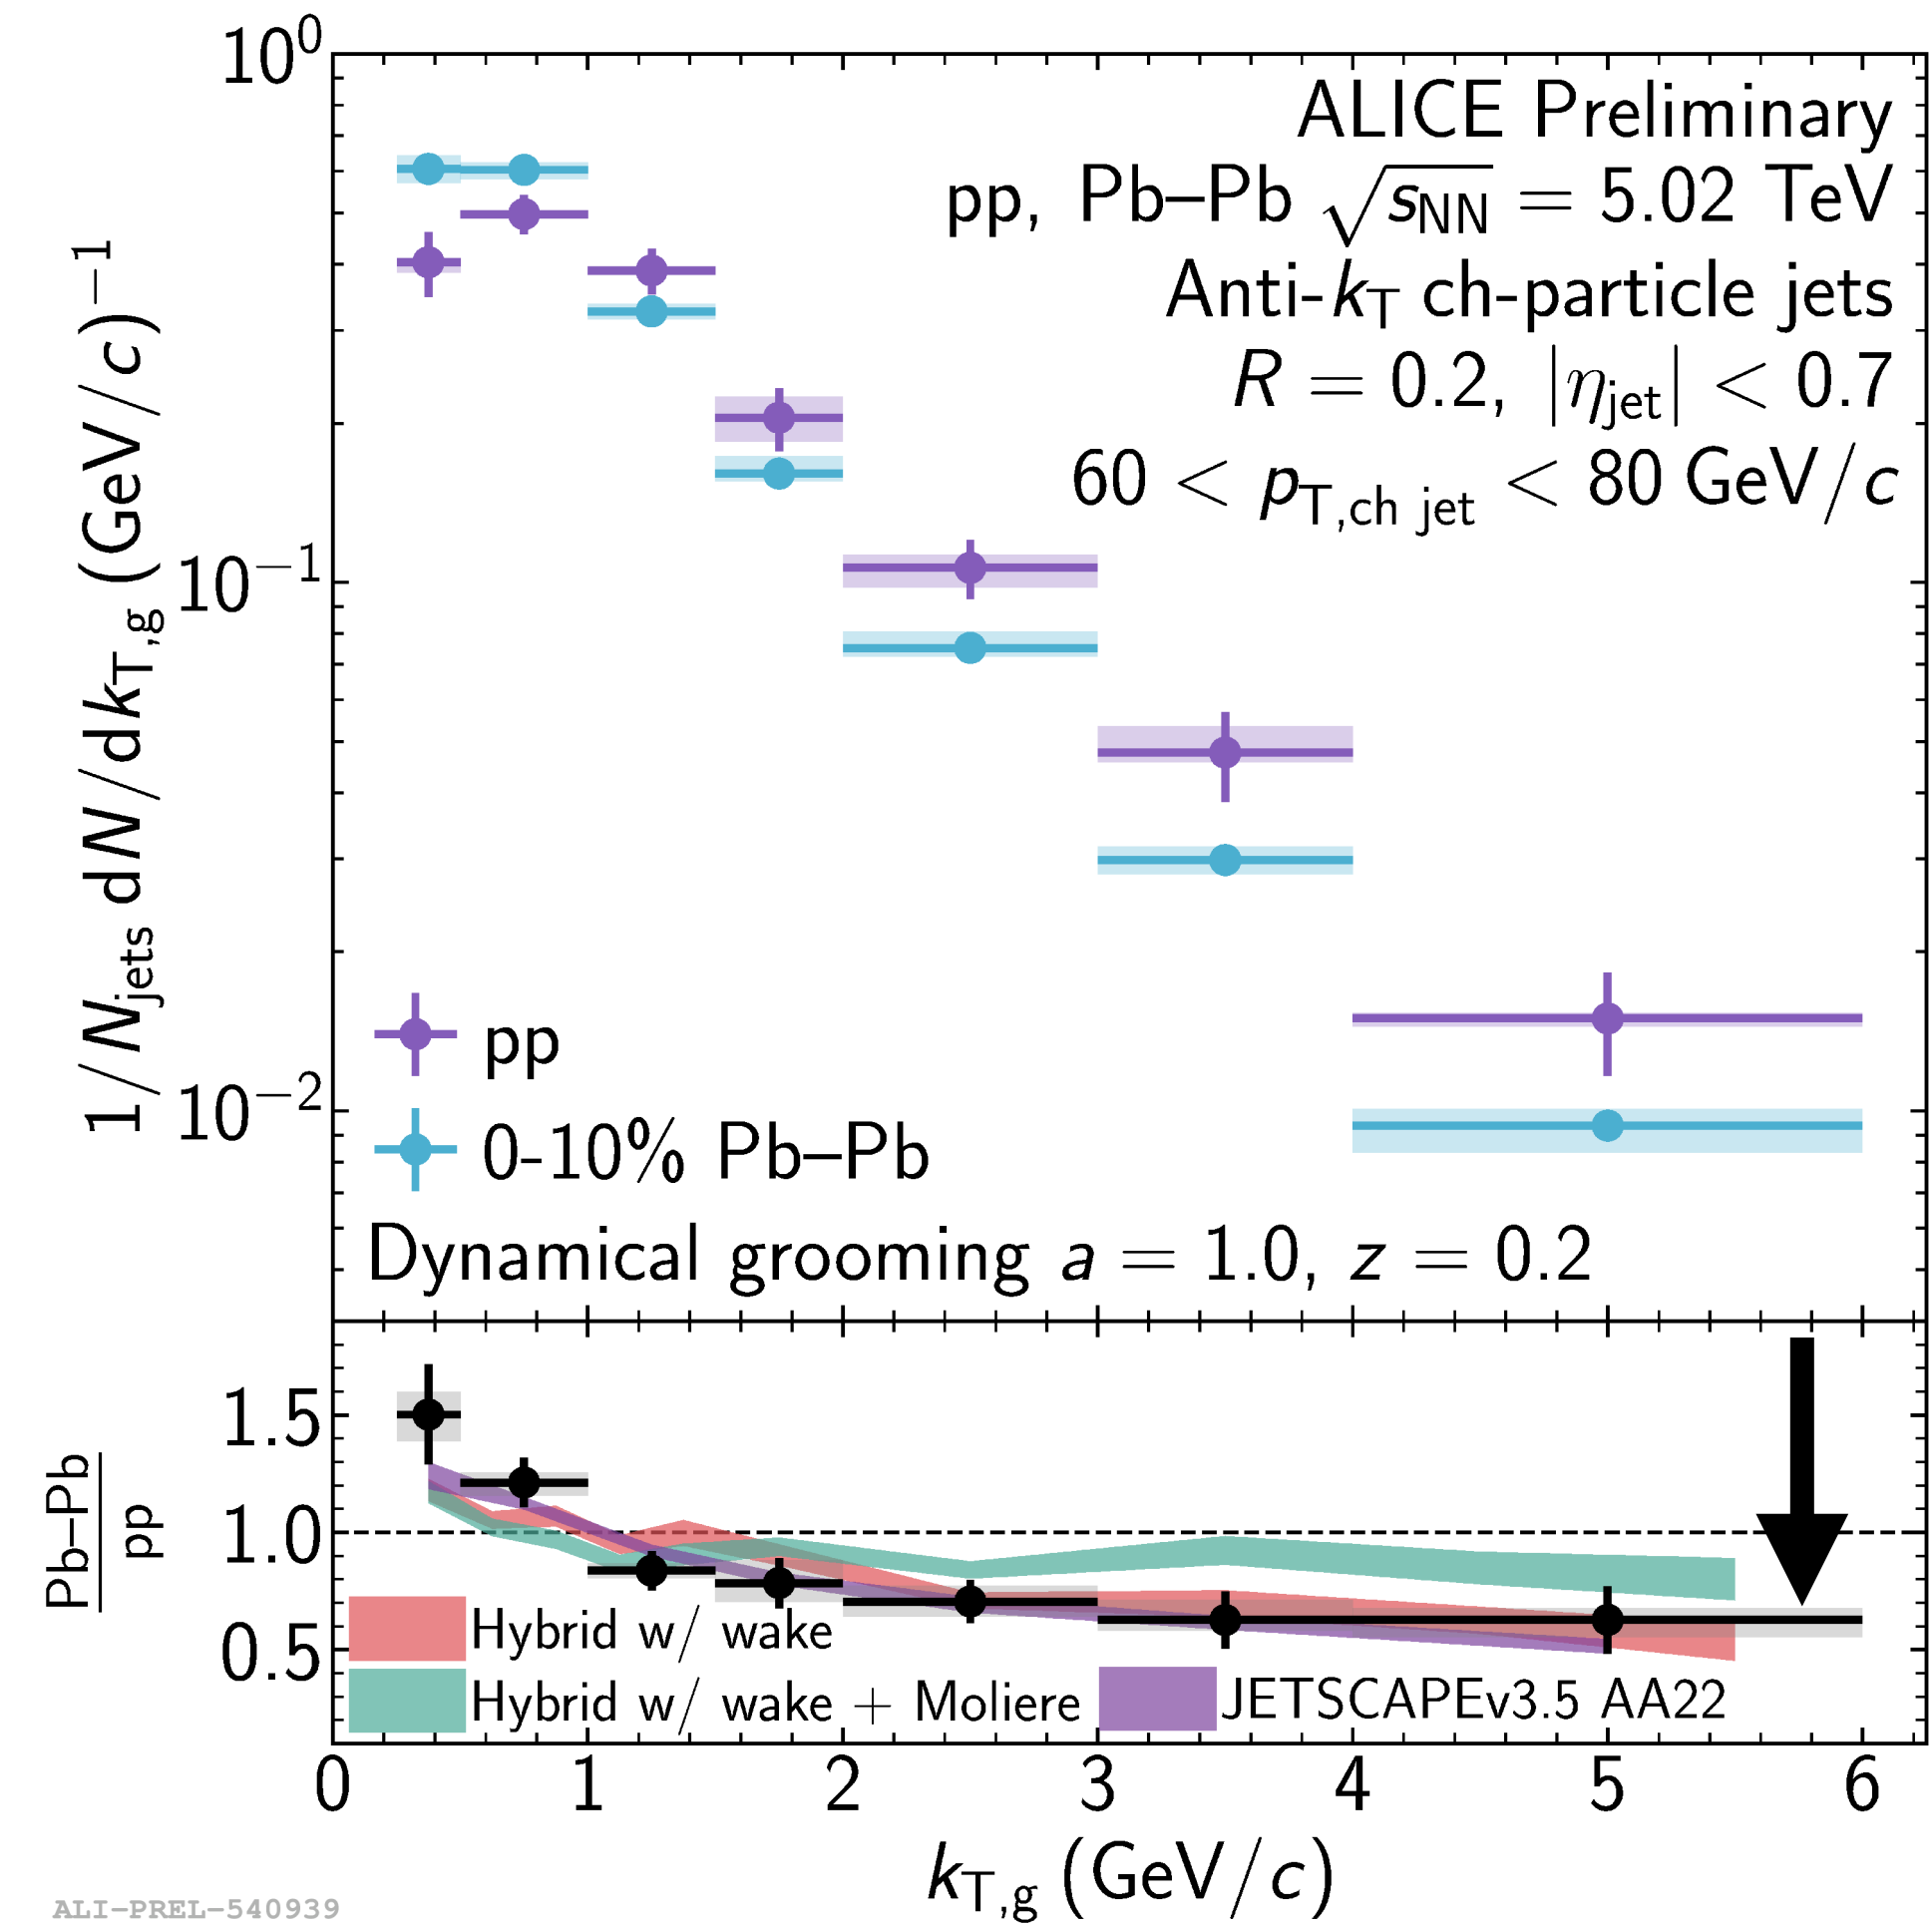 10⁰
ALICE Preliminary
pp, Pb–Pb √sNN = 5.02 TeV
Anti-kT ch-particle jets
R = 0.2, |ηjet| < 0.7
60 < pT,ch jet < 80 GeV/c
1/Njets dN/dkT,g (GeV/c)⁻¹
10⁻¹
pp
10⁻²
0-10% Pb–Pb
Dynamical grooming a = 1.0, z = 0.2
1.5
Pb–Pb
pp
1.0
0.5
Hybrid w/ wake
Hybrid w/ wake + Moliere
JETSCAPEv3.5 AA22
0 1 2 3 4 5 6
kT,g (GeV/c)
ALI-PREL-540939